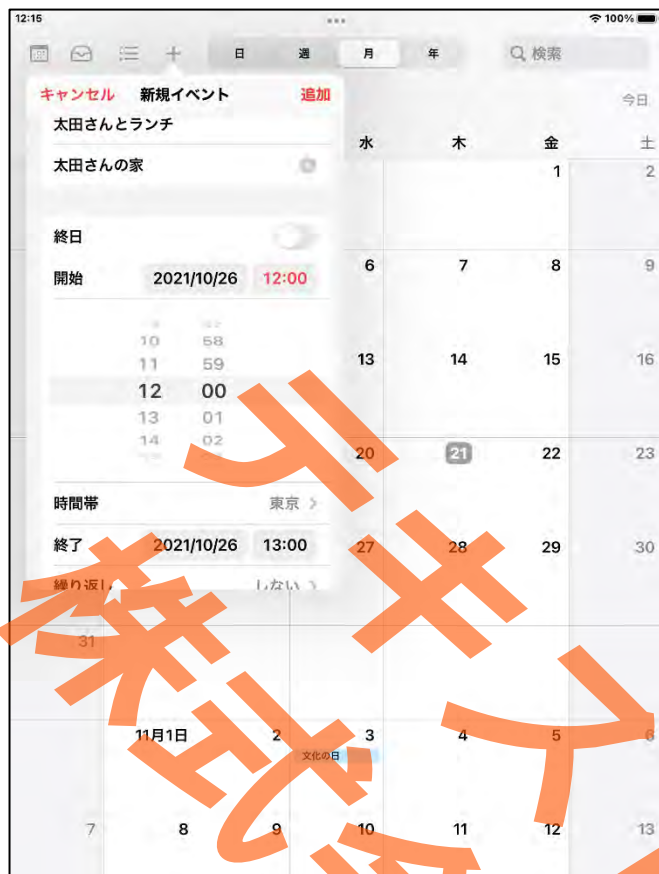 12:15
100%
日 週 月 年 検索
キャンセル 新規イベント 追加
今日
太田さんとランチ
水 木 金 土
太田さんの家
1 2
終日
開始 2021/10/26 12:00
6 7 8 9
10 58
11 59
13 14 15 16
12 00
13 01
14 02
20 21 22 23
時間帯 東京
終了 2021/10/26 13:00
27 28 29 30
繰り返し しない
31
11月1日 2 3 4 5 6
文化の日
7 8 9 10 11 12 13
テキス
株式会